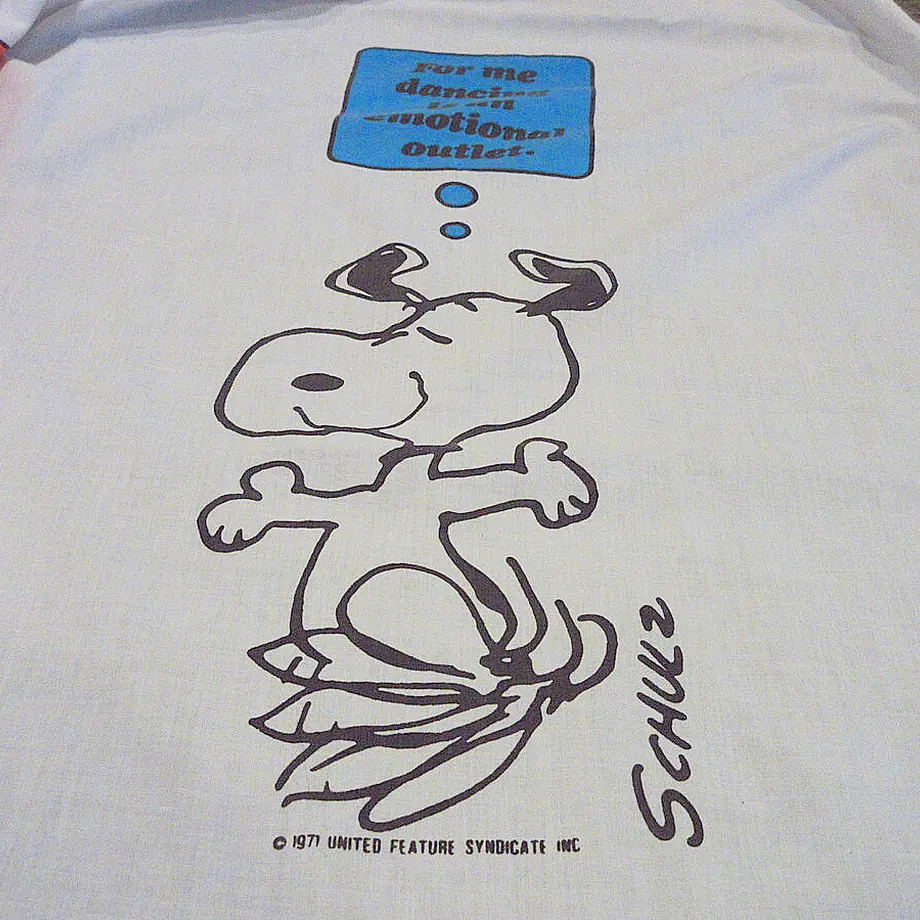 For me
dancing
is an
emotional
outlet.
SCHULZ
© 1971 UNITED FEATURE SYNDICATE INC